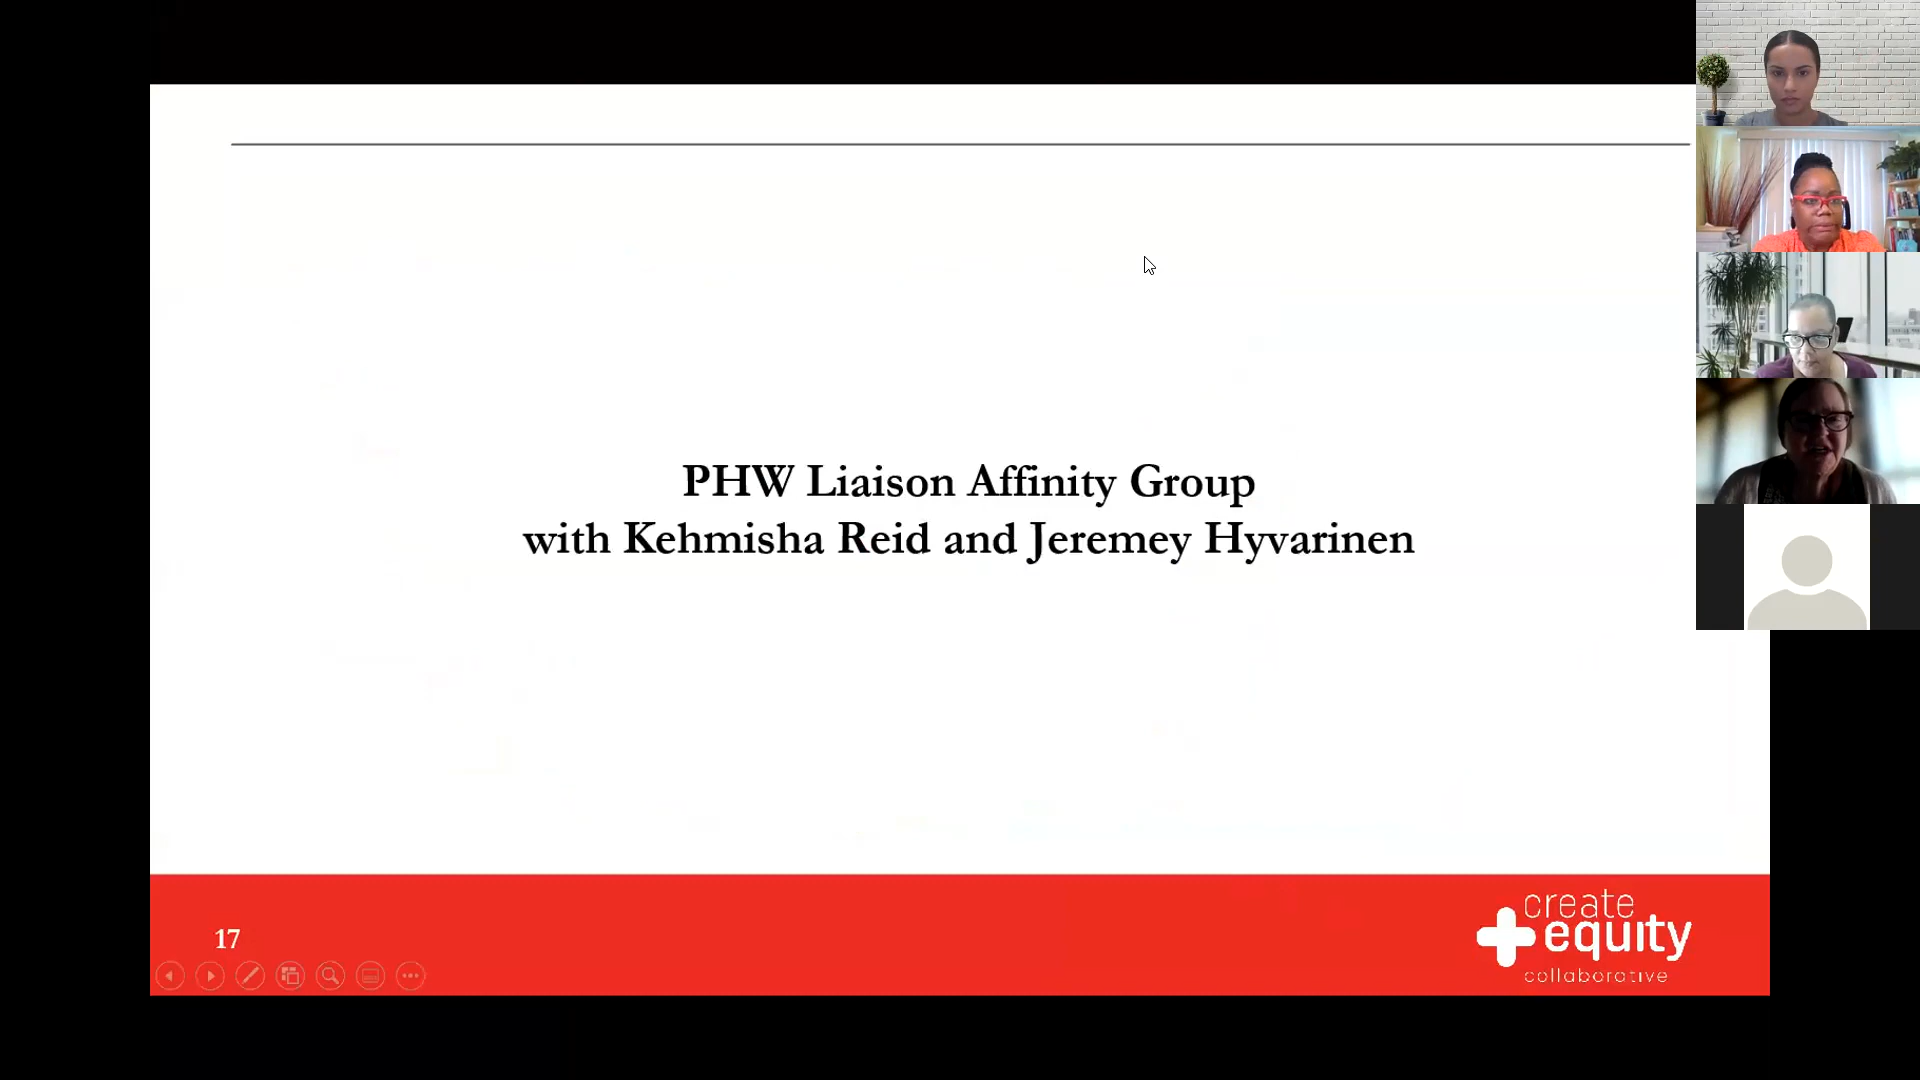 PHW Liaison Affinity Group
with Kehmisha Reid and Jeremey Hyvarinen
17
create
equity
collaborative